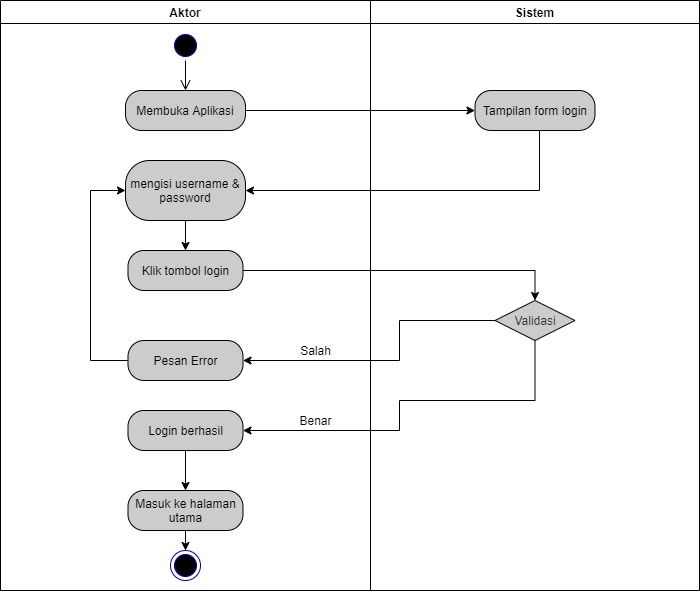 Aktor
Sistem
Membuka Aplikasi
Tampilan form login
mengisi username &
password
Klik tombol login
Validasi
Salah
Pesan Error
Benar
Login berhasil
Masuk ke halaman
utama